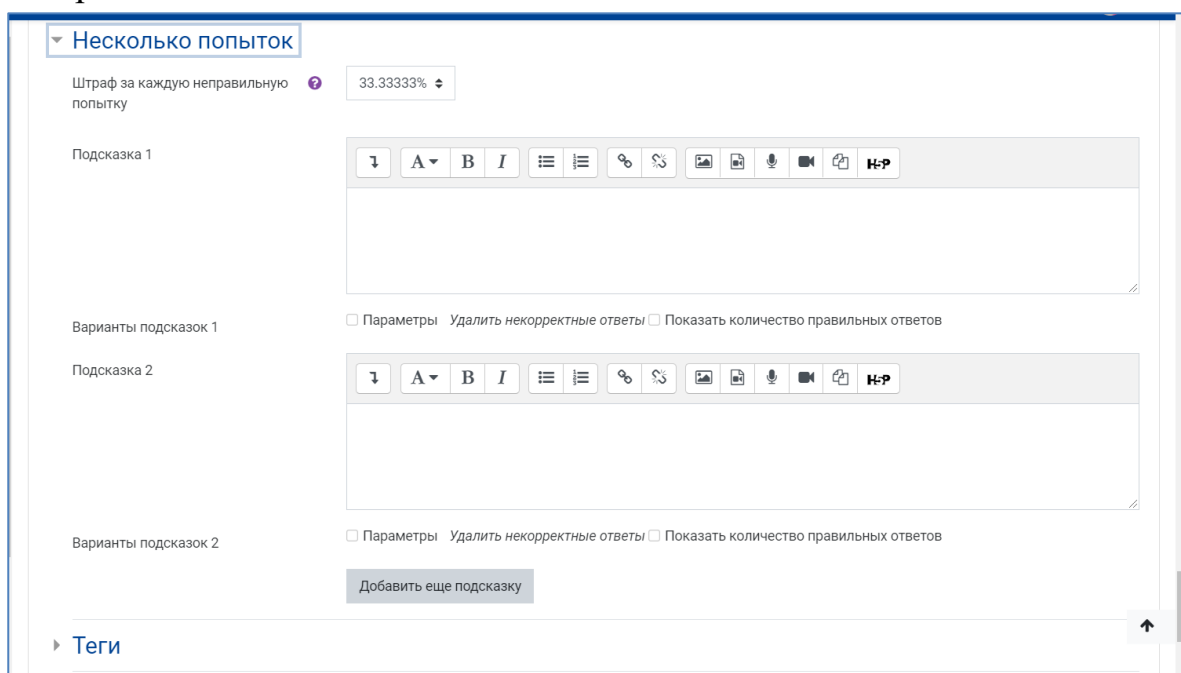 Несколько попыток
Штраф за каждую неправильную
попытку
33.33333%
Подсказка 1
A B I H5P
Варианты подсказок 1
Параметры Удалить некорректные ответы Показать количество правильных ответов
Подсказка 2
A B I H5P
Варианты подсказок 2
Параметры Удалить некорректные ответы Показать количество правильных ответов
Добавить еще подсказку
Теги